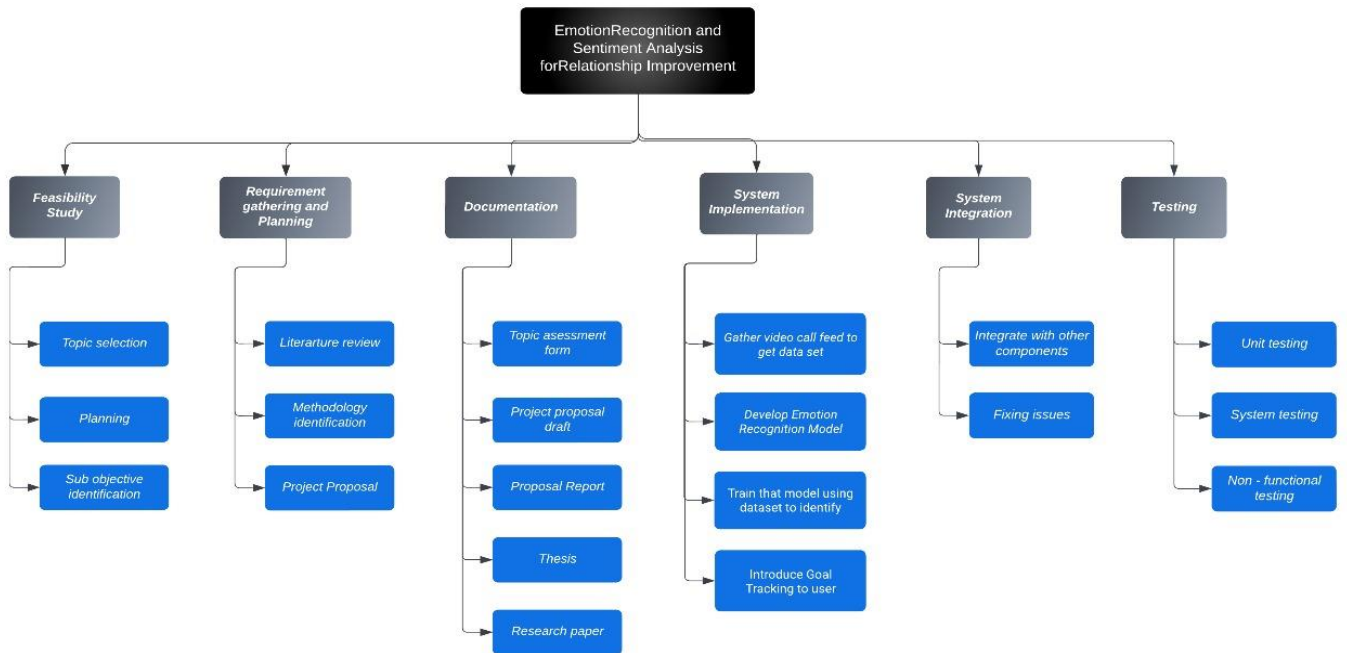 EmotionRecognition and
Sentiment Analysis
forRelationship Improvement
Feasibility
Study
Requirement
gathering and
Planning
Documentation
System
Implementation
System
Integration
Testing
Topic selection
Planning
Sub objective
identification
Literarture review
Methodology
identification
Project Proposal
Topic asessment
form
Project proposal
draft
Proposal Report
Thesis
Research paper
Gather video call feed to
get data set
Develop Emotion
Recognition Model
Train that model using
dataset to identify
Introduce Goal
Tracking to user
Integrate with other
components
Fixing issues
Unit testing
System testing
Non - functional
testing